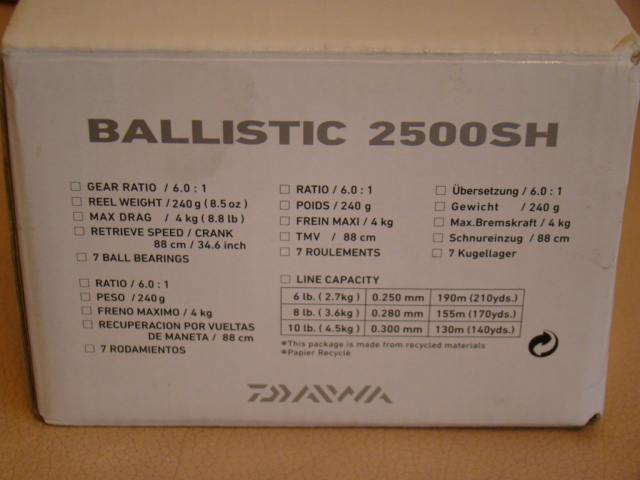 BALLISTIC 2500SH
☐ GEAR RATIO / 6.0 : 1
☐ REEL WEIGHT / 240 g ( 8.5 oz )
☐ MAX DRAG / 4 kg ( 8.8 lb )
☐ RETRIEVE SPEED / CRANK
88 cm / 34.6 inch
☐ 7 BALL BEARINGS
☐ RATIO / 6.0 : 1
☐ POIDS / 240 g
☐ FREIN MAXI / 4 kg
☐ TMV / 88 cm
☐ 7 ROULEMENTS
☐ Übersetzung / 6.0 : 1
☐ Gewicht / 240 g
☐ Max.Bremskraft / 4 kg
☐ Schnureinzug / 88 cm
☐ 7 Kugellager
☐ RATIO / 6.0 : 1
☐ PESO / 240 g
☐ FRENO MAXIMO / 4 kg
☐ RECUPERACION POR VUELTAS
DE MANETA / 88 cm
☐ 7 RODAMIENTOS
☐ LINE CAPACITY
6 lb. ( 2.7kg ) 0.250 mm 190m (210yds.)
8 lb. ( 3.6kg ) 0.280 mm 155m (170yds.)
10 lb. ( 4.5kg ) 0.300 mm 130m (140yds.)
*This package is made from recycled materials
*Papier Recyclé
DAIWA